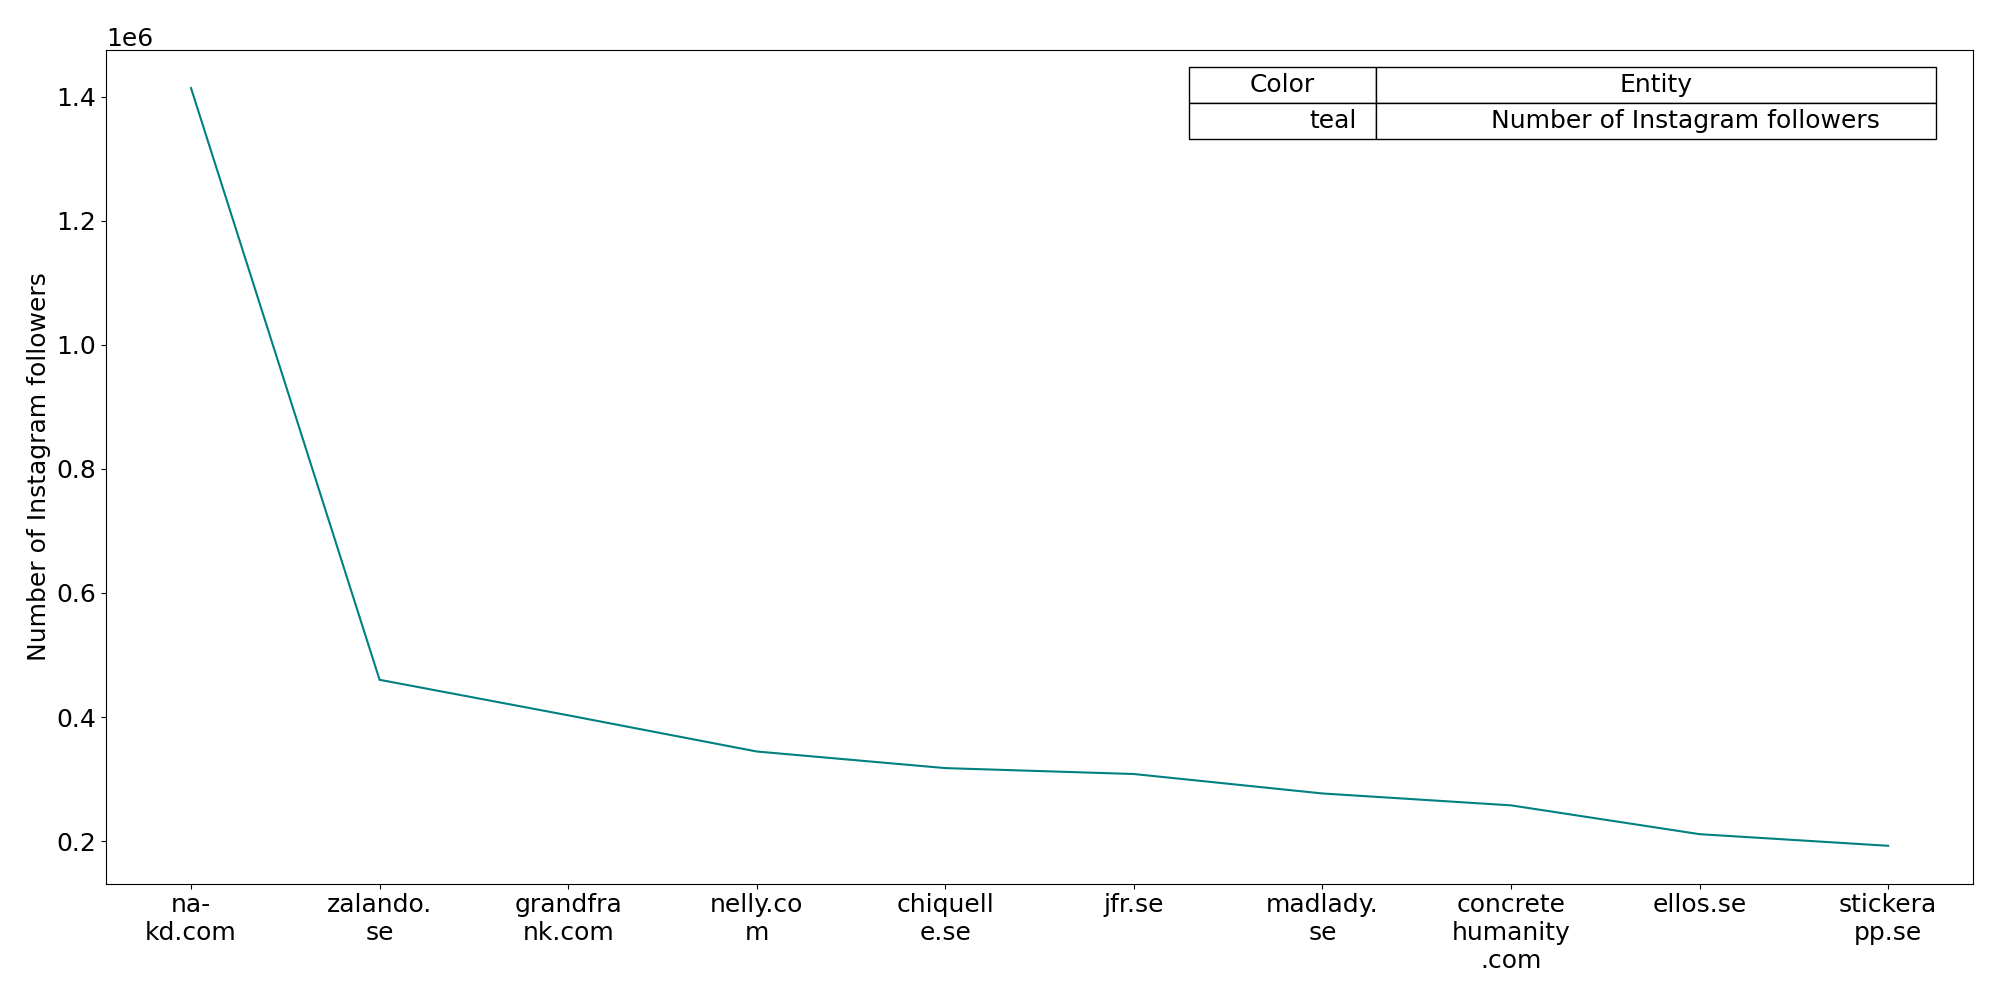 1e6
Color Entity
teal Number of Instagram followers
1.4
1.2
1.0
0.8
0.6
0.4
0.2
Number of Instagram followers
na-
kd.com
zalando.
se
grandfra
nk.com
nelly.co
m
chiquell
e.se
jfr.se
madlady.
se
concrete
humanity
.com
ellos.se
stickera
pp.se